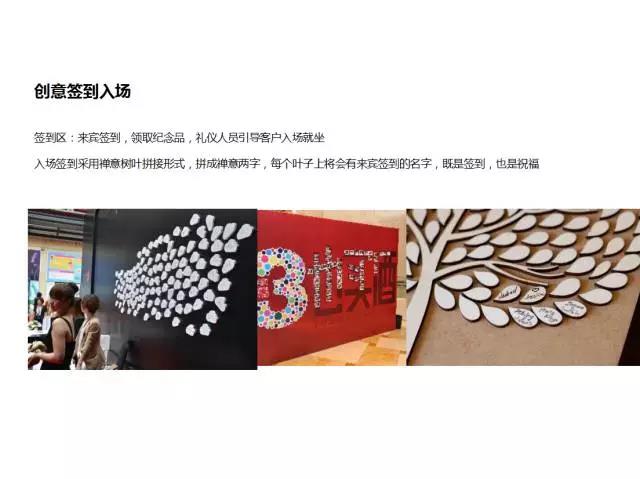 创意签到入场
签到区：来宾签到，领取纪念品，礼仪人员引导客户入场就坐
入场签到采用禅意树叶拼接形式，拼成禅意两字，每个叶子上将会有来宾签到的名字，既是签到，也是祝福
3